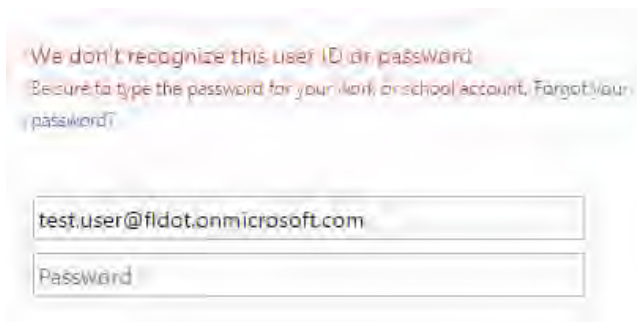 We don't recognize this user ID or password
Be sure to type the password for your work or school account. Forgot your
password?
test.user@fldot.onmicrosoft.com
Password